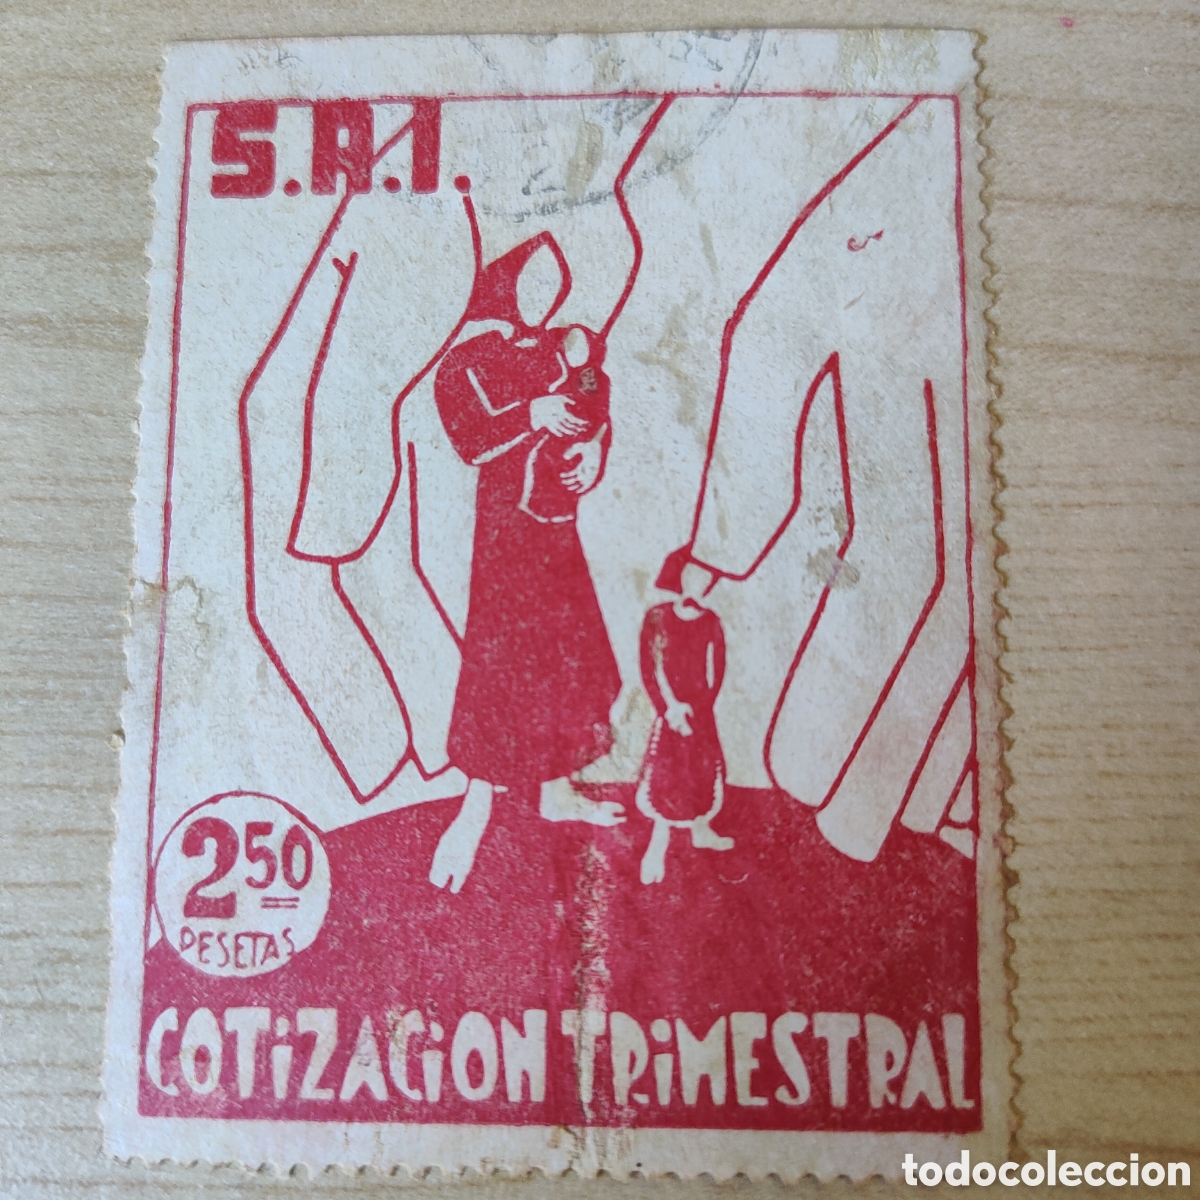 S.R.I.
2 50
PESETAS
COTiZACiON TRiMESTRAL
todocoleccion